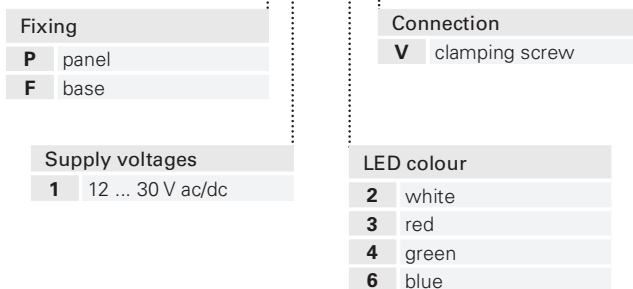 Fixing
P panel
F base
Connection
V clamping screw
Supply voltages
1 12 ... 30 V ac/dc
LED colour
2 white
3 red
4 green
6 blue